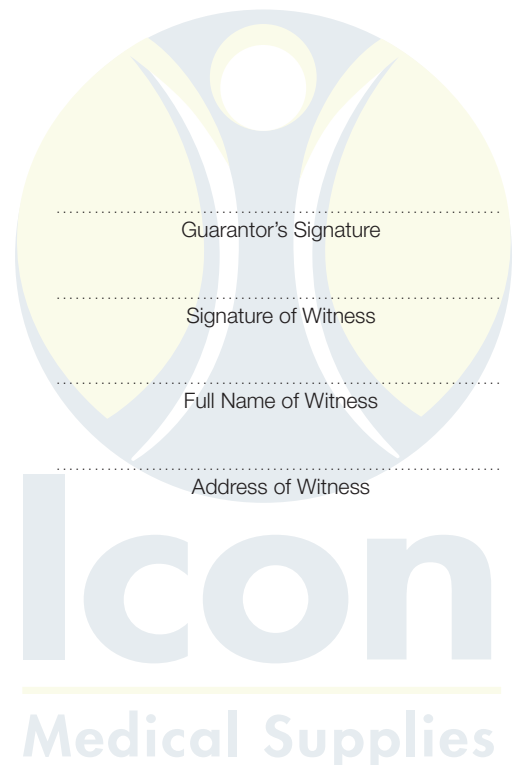 Guarantor’s Signature
Signature of Witness
Full Name of Witness
Address of Witness
Icon
Medical Supplies